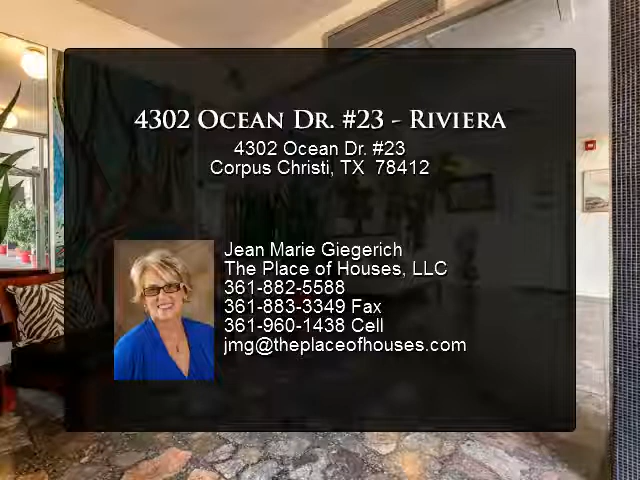 4302 Ocean Dr. #23 - Riviera
4302 Ocean Dr. #23
Corpus Christi, TX  78412
Jean Marie Giegerich
The Place of Houses, LLC
361-882-5588
361-883-3349 Fax
361-960-1438 Cell
jmg@theplaceofhouses.com